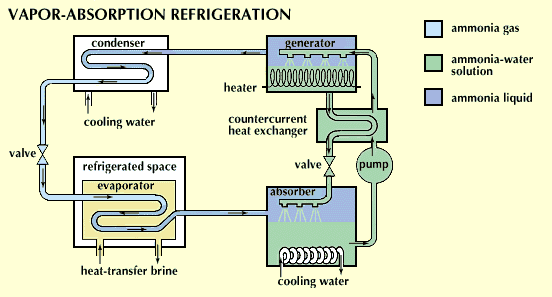 VAPOR-ABSORPTION REFRIGERATION
condenser
generator
ammonia gas
ammonia-water
solution
ammonia liquid
heater
cooling water
countercurrent
heat exchanger
valve
valve
pump
refrigerated space
evaporator
absorber
heat-transfer brine
cooling water